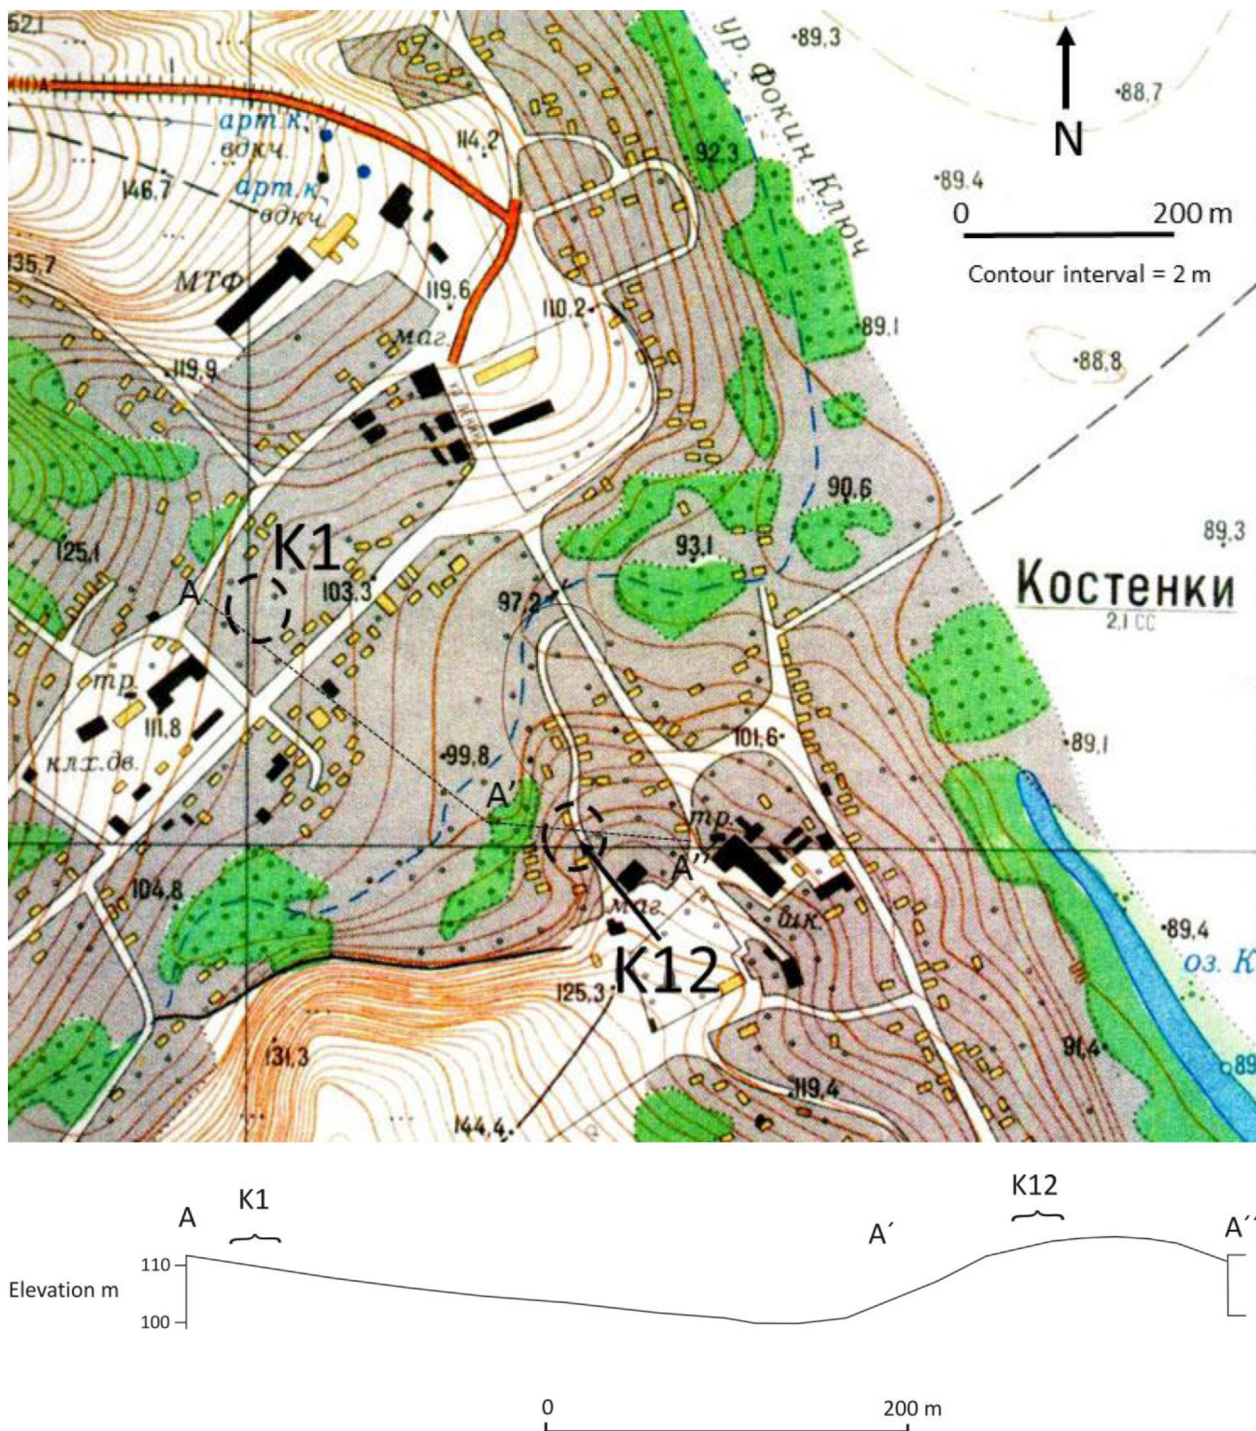 52,1
ур. Фокин Ключ
89,3
88,7
N
арт.к.
вдкч.
114.2
92.3
146,7
арт.к.
вдкч.
89.4
0 200 m
Contour interval = 2 m
35,7
МТФ
119.6
110.2
маг.
89.1
119,9
88,8
90.6
K1
125,1
93,1
89,3
Костенки
2,1 СС
A
103.3
97,2
тр.
111.8
101,6
89,1
клх.дв.
99,8
A'
тр.
A''
104.8
маг.
шк.
89,4
оз. К
K12
125.3
131,3
91,4
89
119,4
144,4
K1
K12
A
A´
A´´
110
Elevation m
100
0 200 m